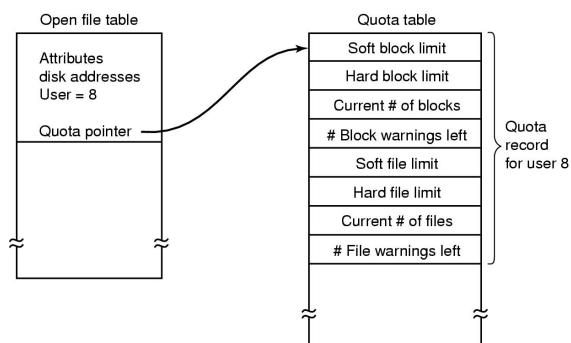 Open file table
Attributes
disk addresses
User = 8
Quota pointer
Quota table
Soft block limit
Hard block limit
Current # of blocks
# Block warnings left
Soft file limit
Hard file limit
Current # of files
# File warnings left
Quota
record
for user 8